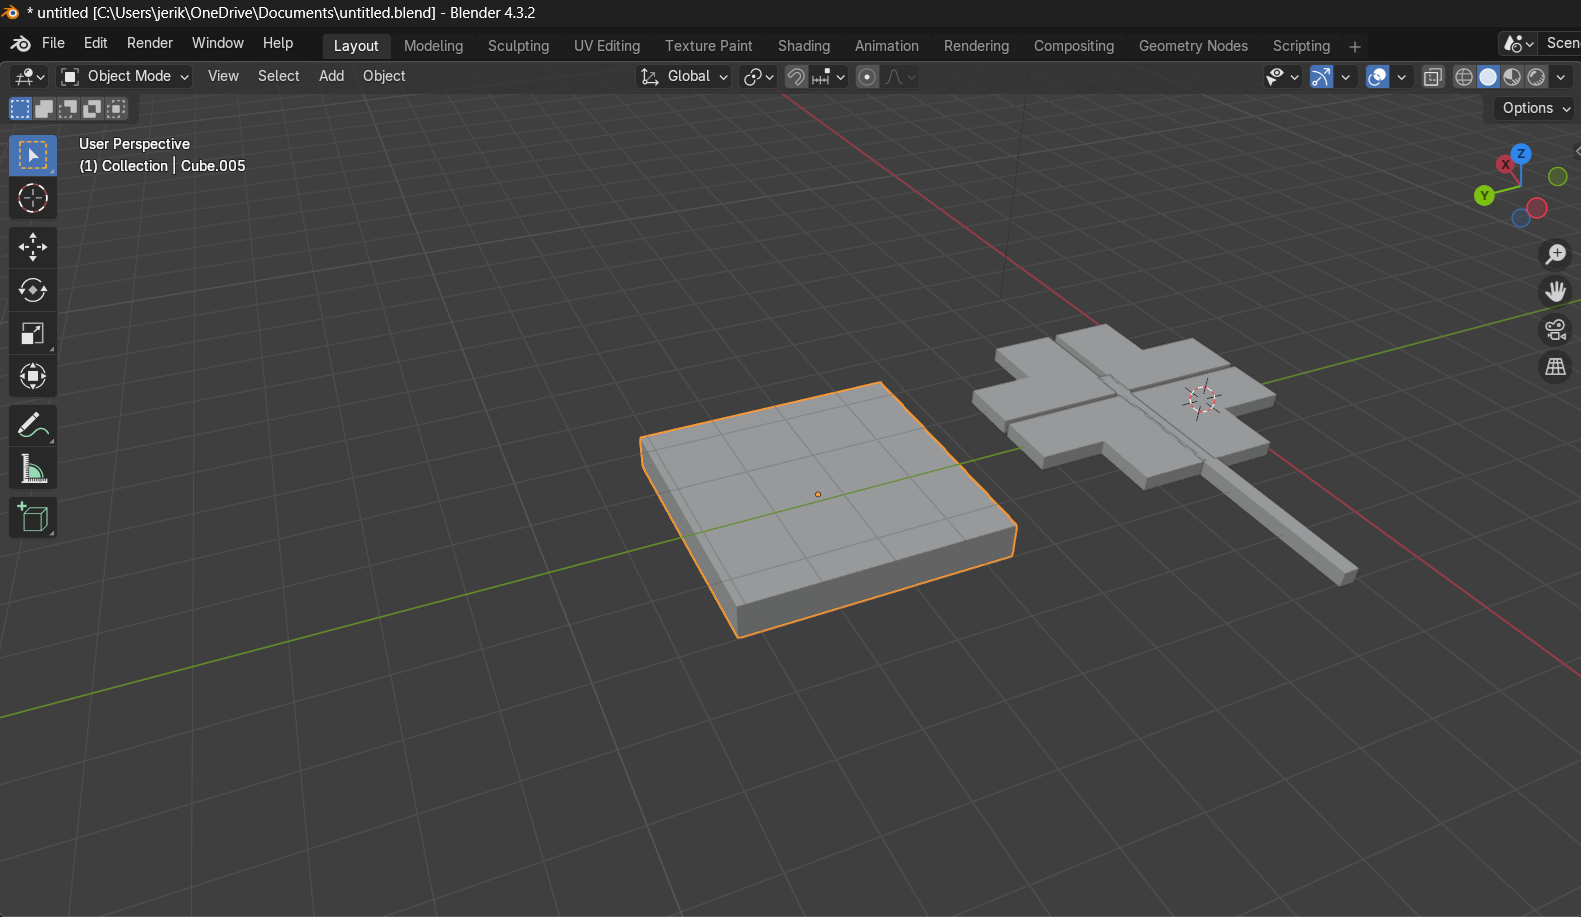 * untitled [C:\Users\jerik\OneDrive\Documents\untitled.blend] - Blender 4.3.2
File Edit Render Window Help Layout Modeling Sculpting UV Editing Texture Paint Shading Animation Rendering Compositing Geometry Nodes Scripting + Scen
Object Mode View Select Add Object Global
Options
User Perspective
(1) Collection | Cube.005
Z
X
Y